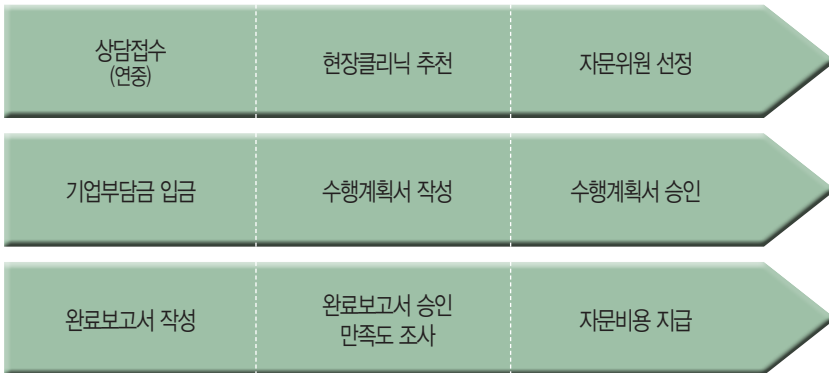 상담접수
(연중)
현장클리닉 추천
자문위원 선정
기업부담금 입금
수행계획서 작성
수행계획서 승인
완료보고서 작성
완료보고서 승인
만족도 조사
자문비용 지급